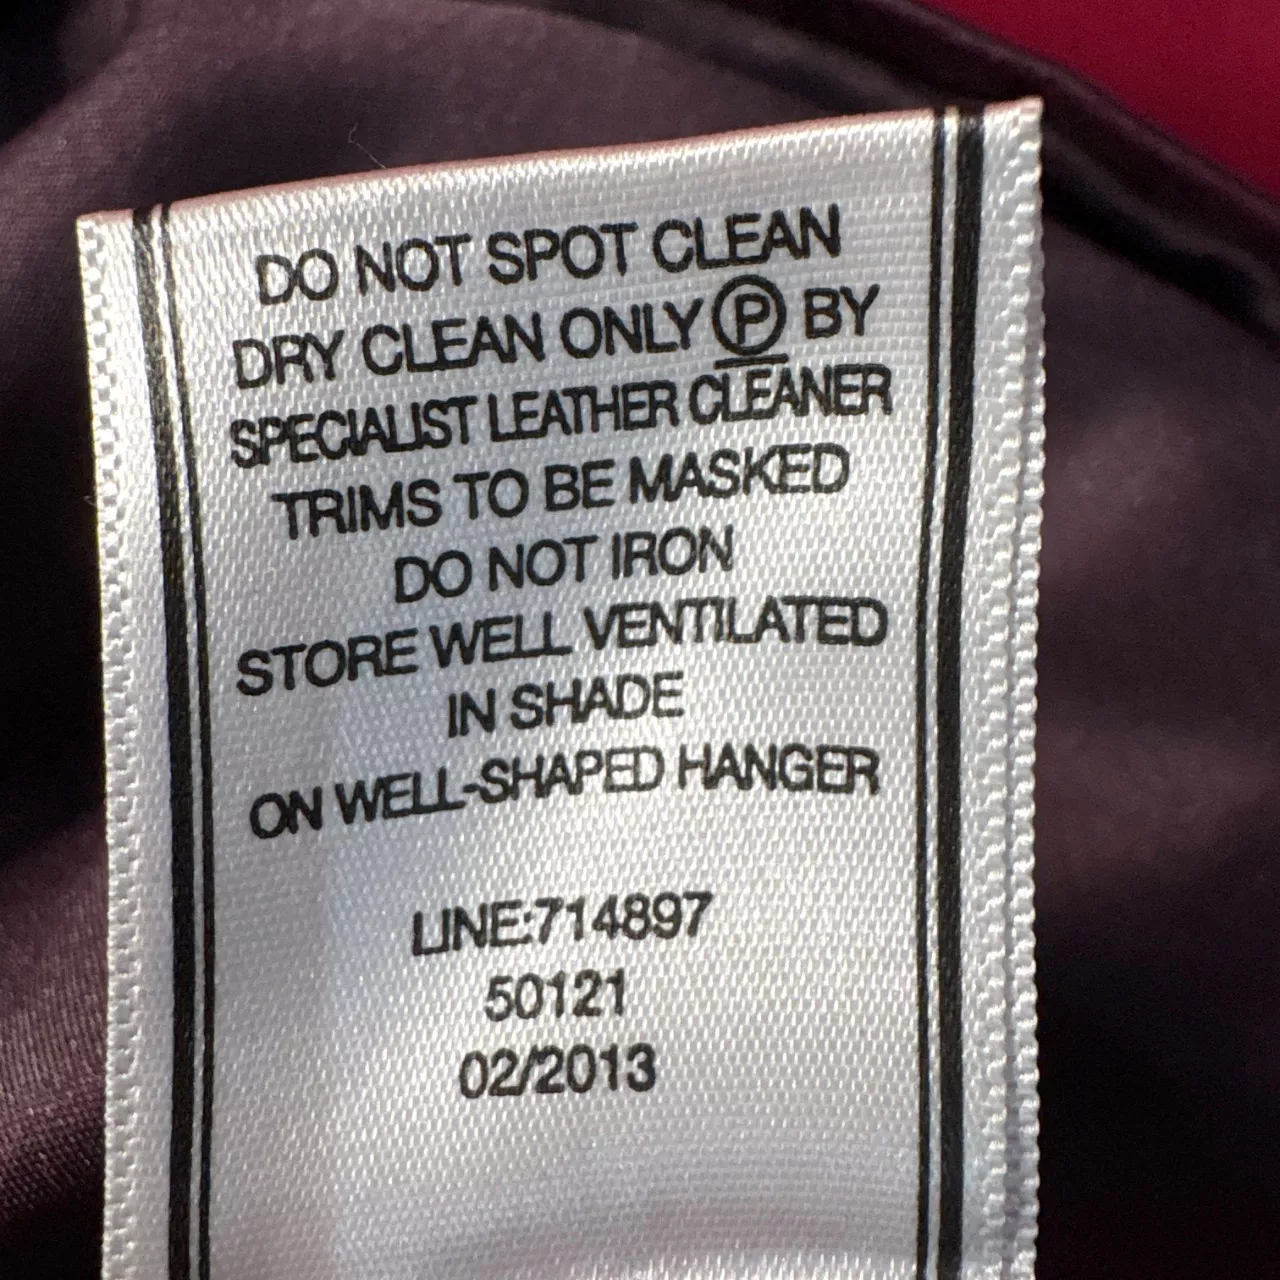 DO NOT SPOT CLEAN
DRY CLEAN ONLY Ⓟ BY
SPECIALIST LEATHER CLEANER
TRIMS TO BE MASKED
DO NOT IRON
STORE WELL VENTILATED
IN SHADE
ON WELL-SHAPED HANGER
LINE:714897
50121
02/2013